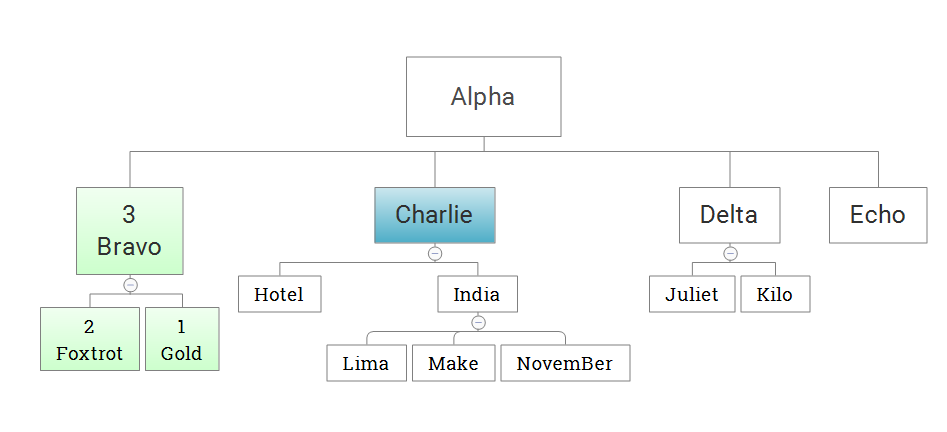 Alpha
3
Bravo
Charlie
Delta
Echo
Hotel
India
Juliet
Kilo
2
Foxtrot
1
Gold
Lima
Make
NovemBer